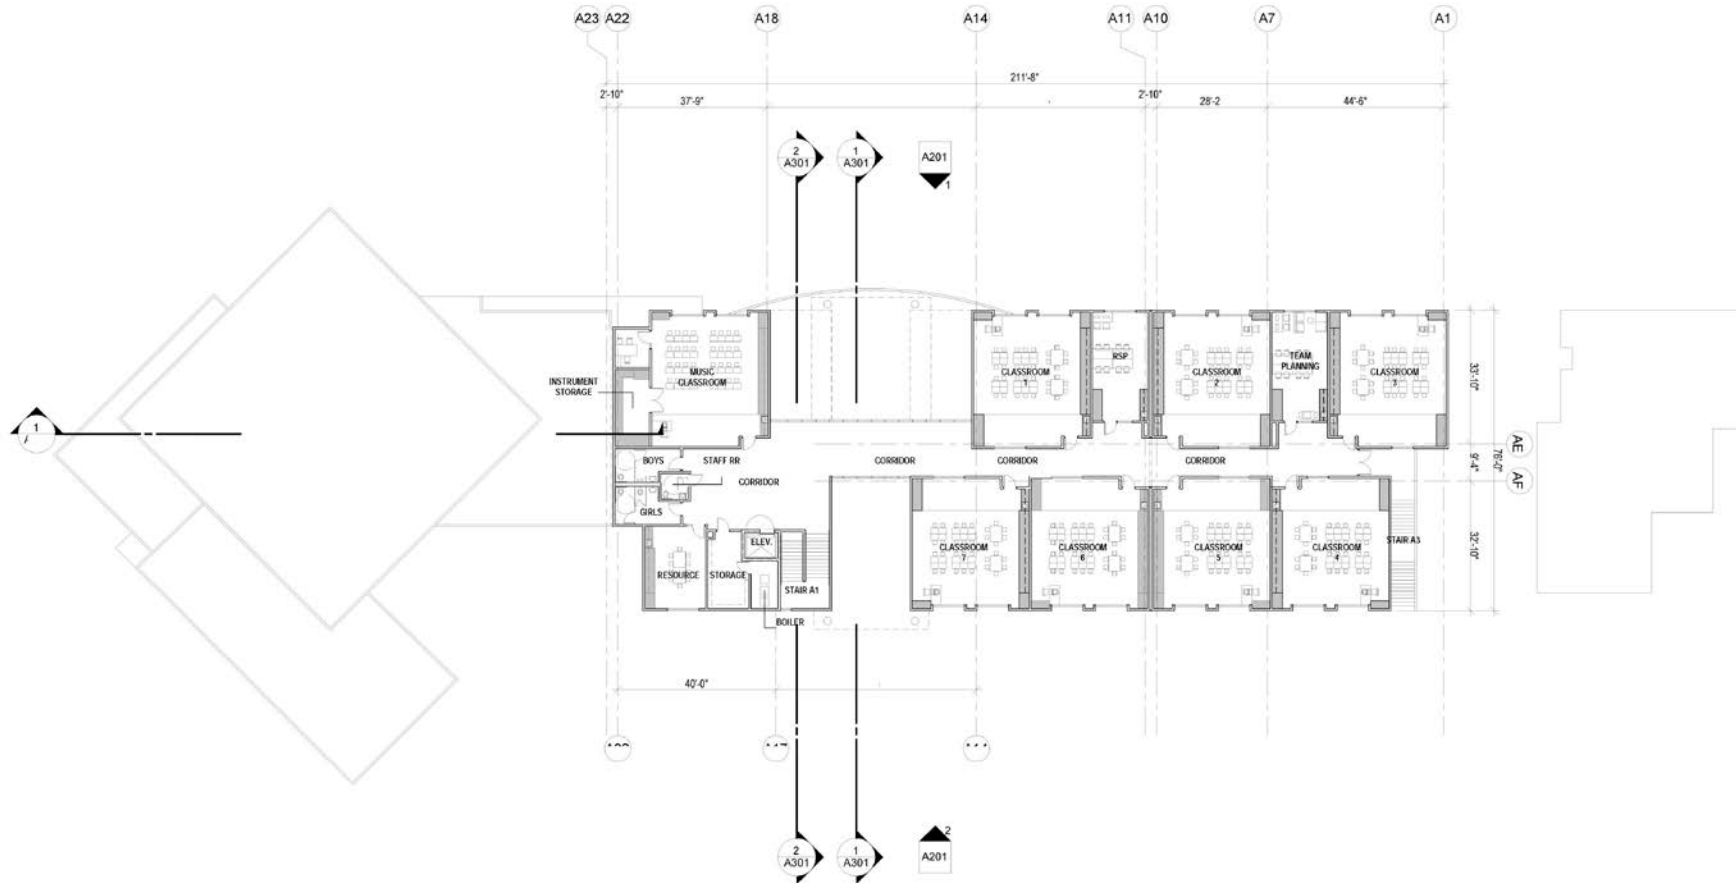 A23 A22 A18 A14 A11 A10 A7 A1
211'-8"
2'-10" 37'-9" 2'-10" 28'-2 44'-6"
2
A301
1
A301
A201
1
INSTRUMENT
STORAGE
MUSIC
CLASSROOM
CLASSROOM
1
RSP
CLASSROOM
2
TEAM
PLANNING
CLASSROOM
3
33'-10"
1
BOYS
STAFF RR
CORRIDOR
CORRIDOR
CORRIDOR
CORRIDOR
AE
9'-4"
76'-0"
AF
GIRLS
ELEV.
RESOURCE
STORAGE
STAIR A1
BOILER
CLASSROOM
7
CLASSROOM
6
CLASSROOM
5
CLASSROOM
4
STAIR A3
32'-10"
40'-0"
2
A301
1
A301
2
A201